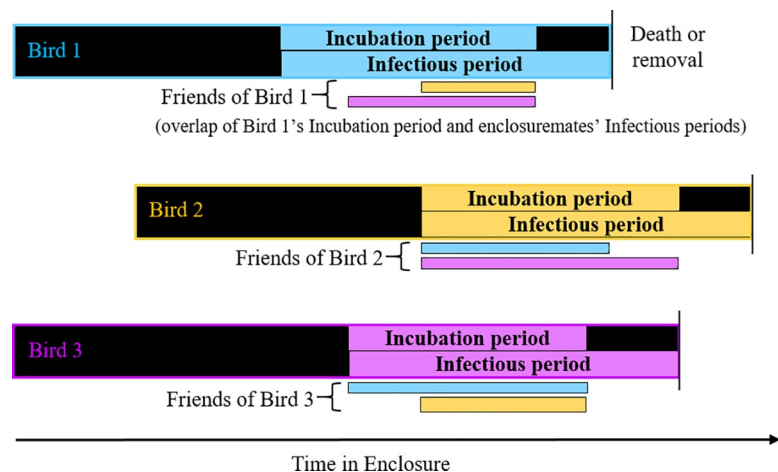 Bird 1
Incubation period
Infectious period
Death or
removal
Friends of Bird 1
(overlap of Bird 1's Incubation period and enclosuremates' Infectious periods)
Bird 2
Incubation period
Infectious period
Friends of Bird 2
Bird 3
Incubation period
Infectious period
Friends of Bird 3
Time in Enclosure